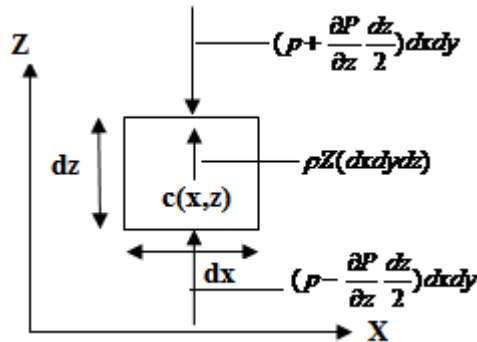 (p+ ∂P/∂z dz/2)dxdy
Z
dz
ρZ(dxdydz)
c(x,z)
dx
(p− ∂P/∂z dz/2)dxdy
X